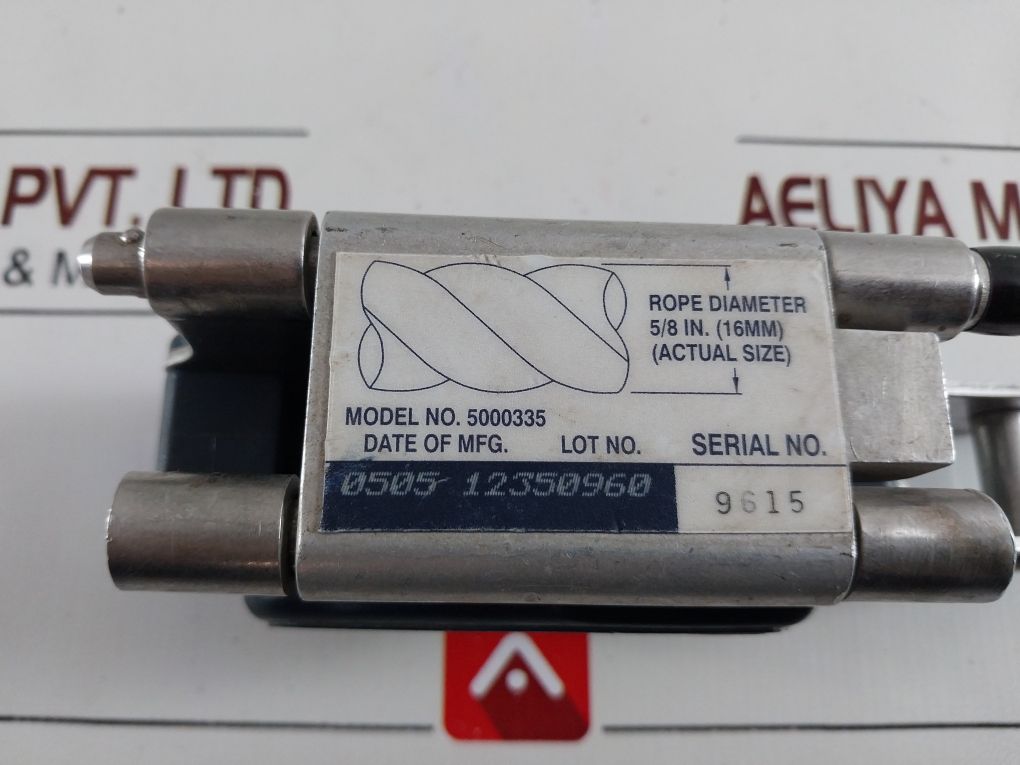 PVT. LTD
& M
AELIYA M
ROPE DIAMETER
5/8 IN. (16MM)
(ACTUAL SIZE)
MODEL NO. 5000335
DATE OF MFG. LOT NO. SERIAL NO.
0505 12350960 9615